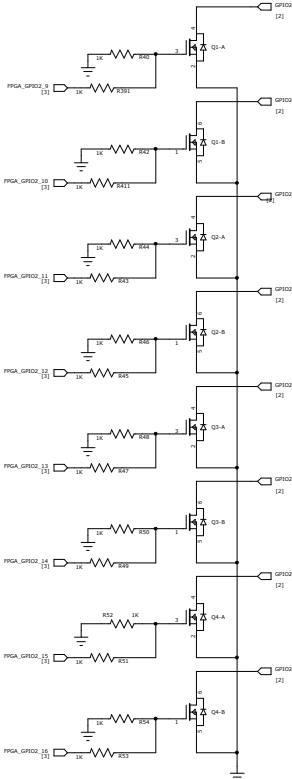 GPIO2
[2]
4
Q1-A
3
2
1K R40
FPGA_GPIO2_9
[3]
1K R391
GPIO2
[2]
6
Q1-B
1
5
1K R42
FPGA_GPIO2_10
[3]
1K R411
GPIO2
[2]
4
Q2-A
3
2
1K R44
FPGA_GPIO2_11
[3]
1K R43
GPIO2
[2]
6
Q2-B
1
5
1K R46
FPGA_GPIO2_12
[3]
1K R45
GPIO2
[2]
4
Q3-A
3
2
1K R48
FPGA_GPIO2_13
[3]
1K R47
GPIO2
[2]
6
Q3-B
1
5
1K R50
FPGA_GPIO2_14
[3]
1K R49
GPIO2
[2]
4
R52 1K
Q4-A
3
2
FPGA_GPIO2_15
[3]
1K R51
GPIO2
[2]
6
Q4-B
1
5
1K R54
FPGA_GPIO2_16
[3]
1K R53